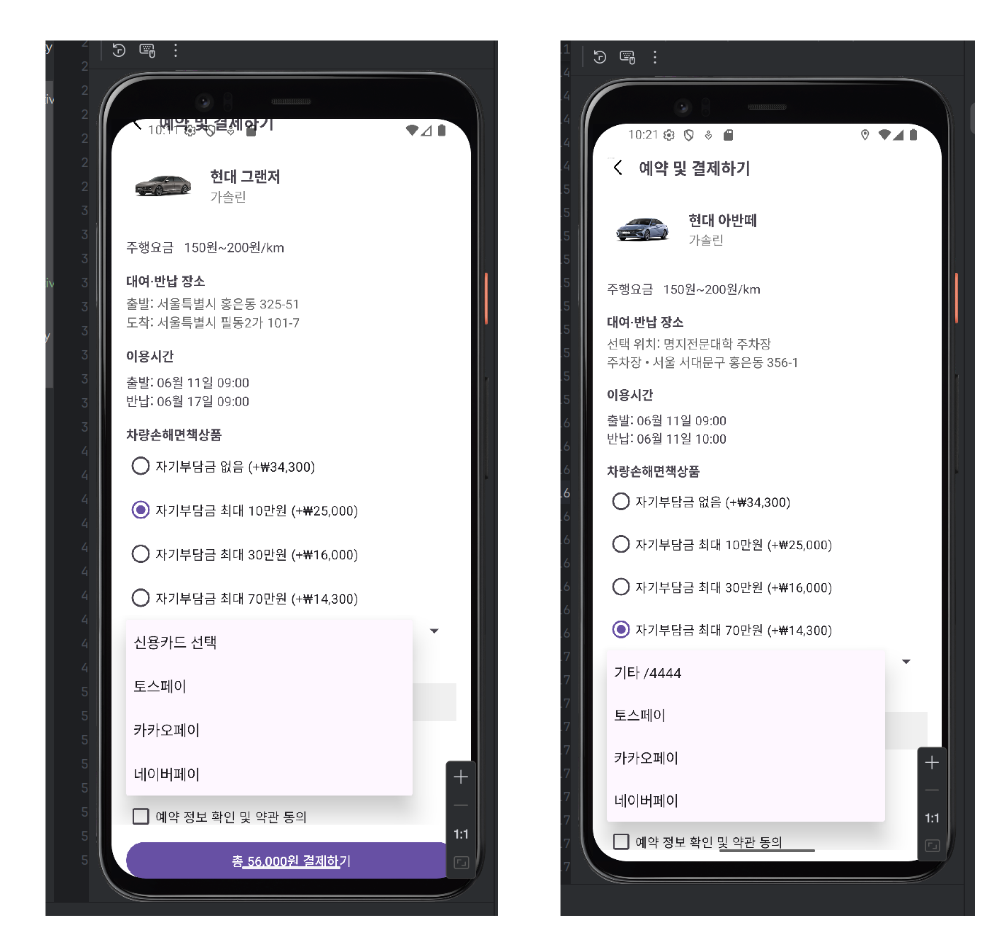 예약 및 결제하기
10:11
현대 그랜저
가솔린
주행요금 150원~200원/km
대여·반납 장소
출발: 서울특별시 홍은동 325-51
도착: 서울특별시 필동2가 101-7
이용시간
출발: 06월 11일 09:00
반납: 06월 17일 09:00
차량손해면책상품
자기부담금 없음 (+₩34,300)
자기부담금 최대 10만원 (+₩25,000)
자기부담금 최대 30만원 (+₩16,000)
자기부담금 최대 70만원 (+₩14,300)
신용카드 선택
토스페이
카카오페이
네이버페이
예약 정보 확인 및 약관 동의
1:1
총 56,000원 결제하기
10:21
예약 및 결제하기
현대 아반떼
가솔린
주행요금 150원~200원/km
대여·반납 장소
선택 위치: 명지전문대학 주차장
주차장 • 서울 서대문구 홍은동 356-1
이용시간
출발: 06월 11일 09:00
반납: 06월 11일 10:00
차량손해면책상품
자기부담금 없음 (+₩34,300)
자기부담금 최대 10만원 (+₩25,000)
자기부담금 최대 30만원 (+₩16,000)
자기부담금 최대 70만원 (+₩14,300)
기타 /4444
토스페이
카카오페이
네이버페이
1:1
예약 정보 확인 및 약관 동의